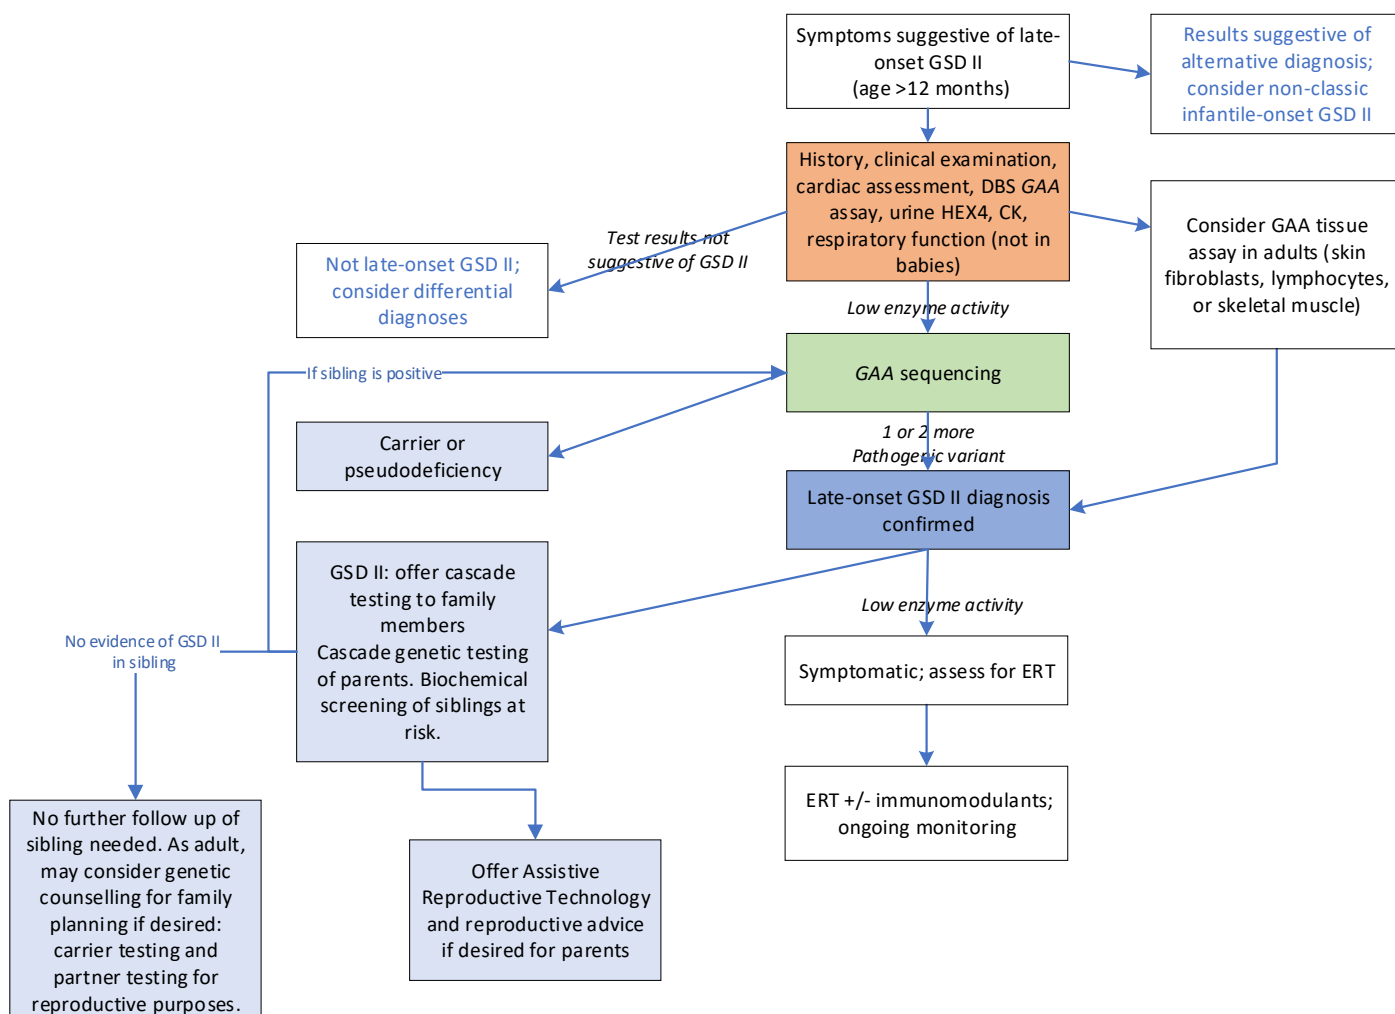 Symptoms suggestive of late-
onset GSD II
(age >12 months)
Results suggestive of
alternative diagnosis;
consider non-classic
infantile-onset GSD II
History, clinical examination,
cardiac assessment, DBS GAA
assay, urine HEX4, CK,
respiratory function (not in
babies)
Consider GAA tissue
assay in adults (skin
fibroblasts, lymphocytes,
or skeletal muscle)
Test results not
suggestive of GSD II
Not late-onset GSD II;
consider differential
diagnoses
Low enzyme activity
If sibling is positive
GAA sequencing
Carrier or
pseudodeficiency
1 or 2 more
Pathogenic variant
Late-onset GSD II diagnosis
confirmed
GSD II: offer cascade
testing to family
members
Cascade genetic testing
of parents. Biochemical
screening of siblings at
risk.
Low enzyme activity
No evidence of GSD II
in sibling
Symptomatic; assess for ERT
ERT +/- immunomodulants;
ongoing monitoring
No further follow up of
sibling needed. As adult,
may consider genetic
counselling for family
planning if desired:
carrier testing and
partner testing for
reproductive purposes.
Offer Assistive
Reproductive Technology
and reproductive advice
if desired for parents